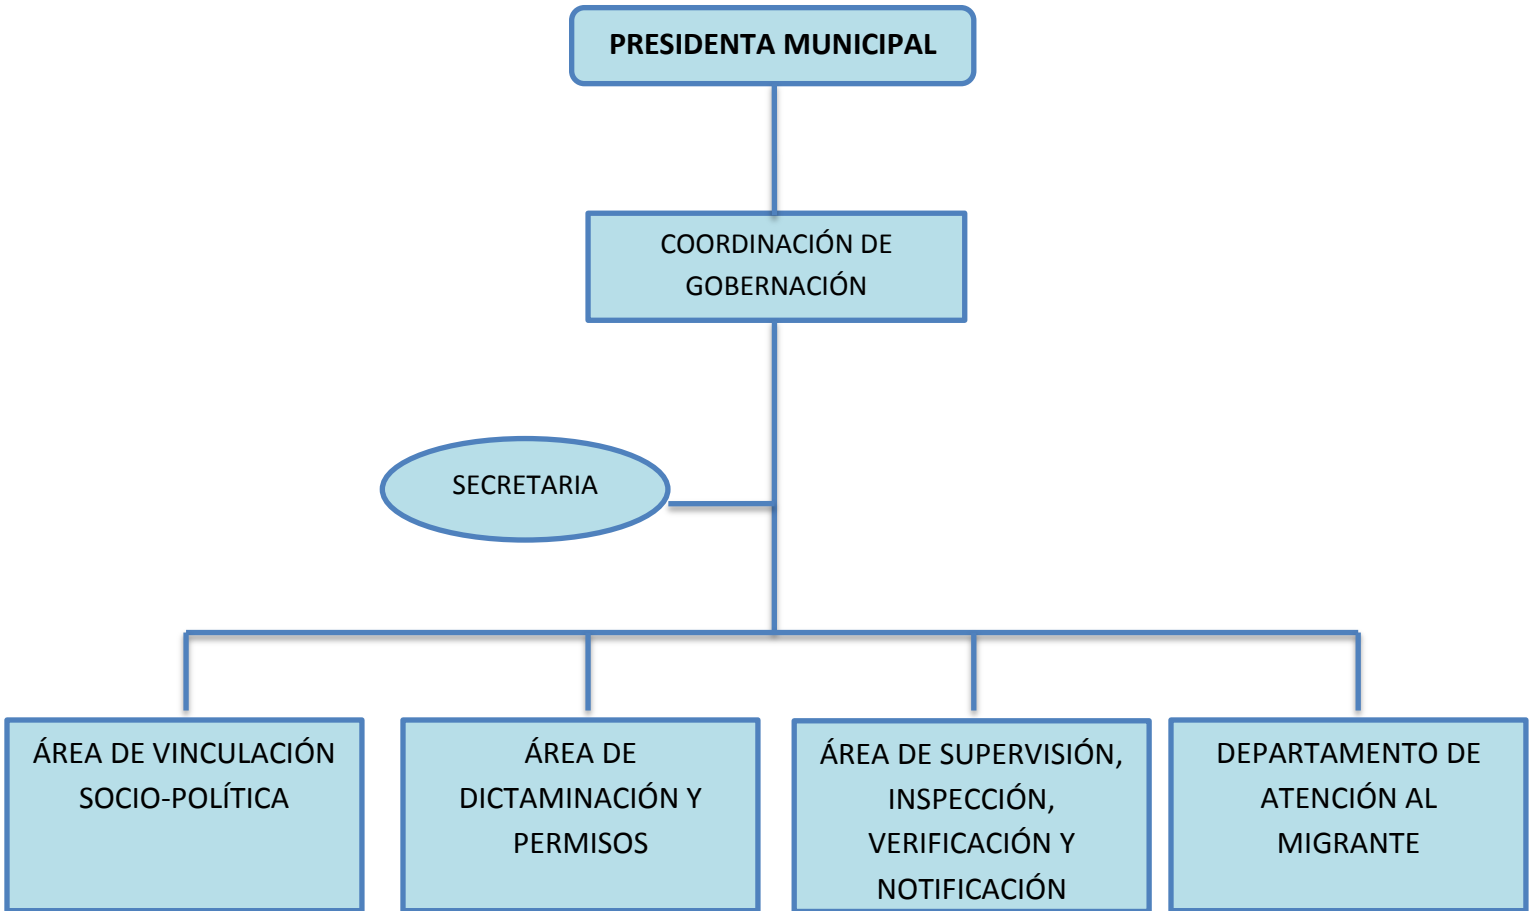 PRESIDENTA MUNICIPAL
COORDINACIÓN DE
GOBERNACIÓN
SECRETARIA
ÁREA DE VINCULACIÓN
SOCIO-POLÍTICA
ÁREA DE
DICTAMINACIÓN Y
PERMISOS
ÁREA DE SUPERVISIÓN,
INSPECCIÓN,
VERIFICACIÓN Y
NOTIFICACIÓN
DEPARTAMENTO DE
ATENCIÓN AL
MIGRANTE